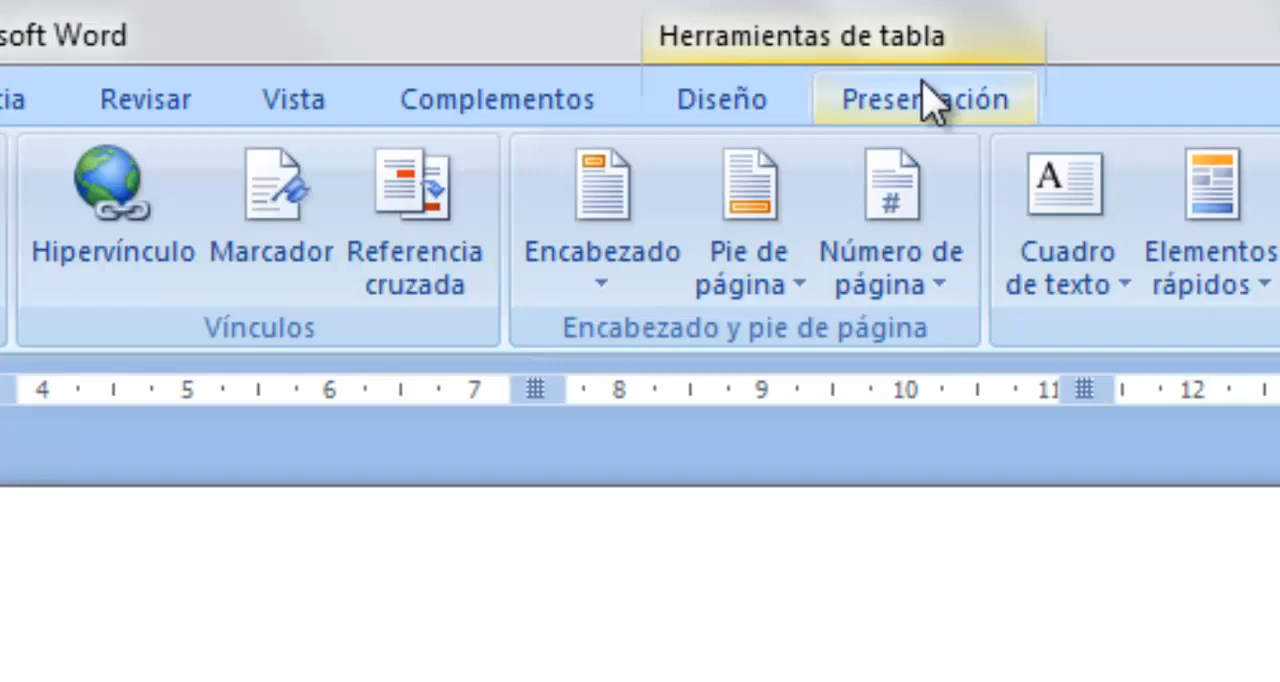 soft Word
Herramientas de tabla
cia Revisar Vista Complementos Diseño Presentación
Hipervínculo Marcador Referencia cruzada Encabezado Pie de página Número de página Cuadro de texto Elementos rápidos
A #
Vínculos Encabezado y pie de página
4 5 6 7 8 9 10 11 12